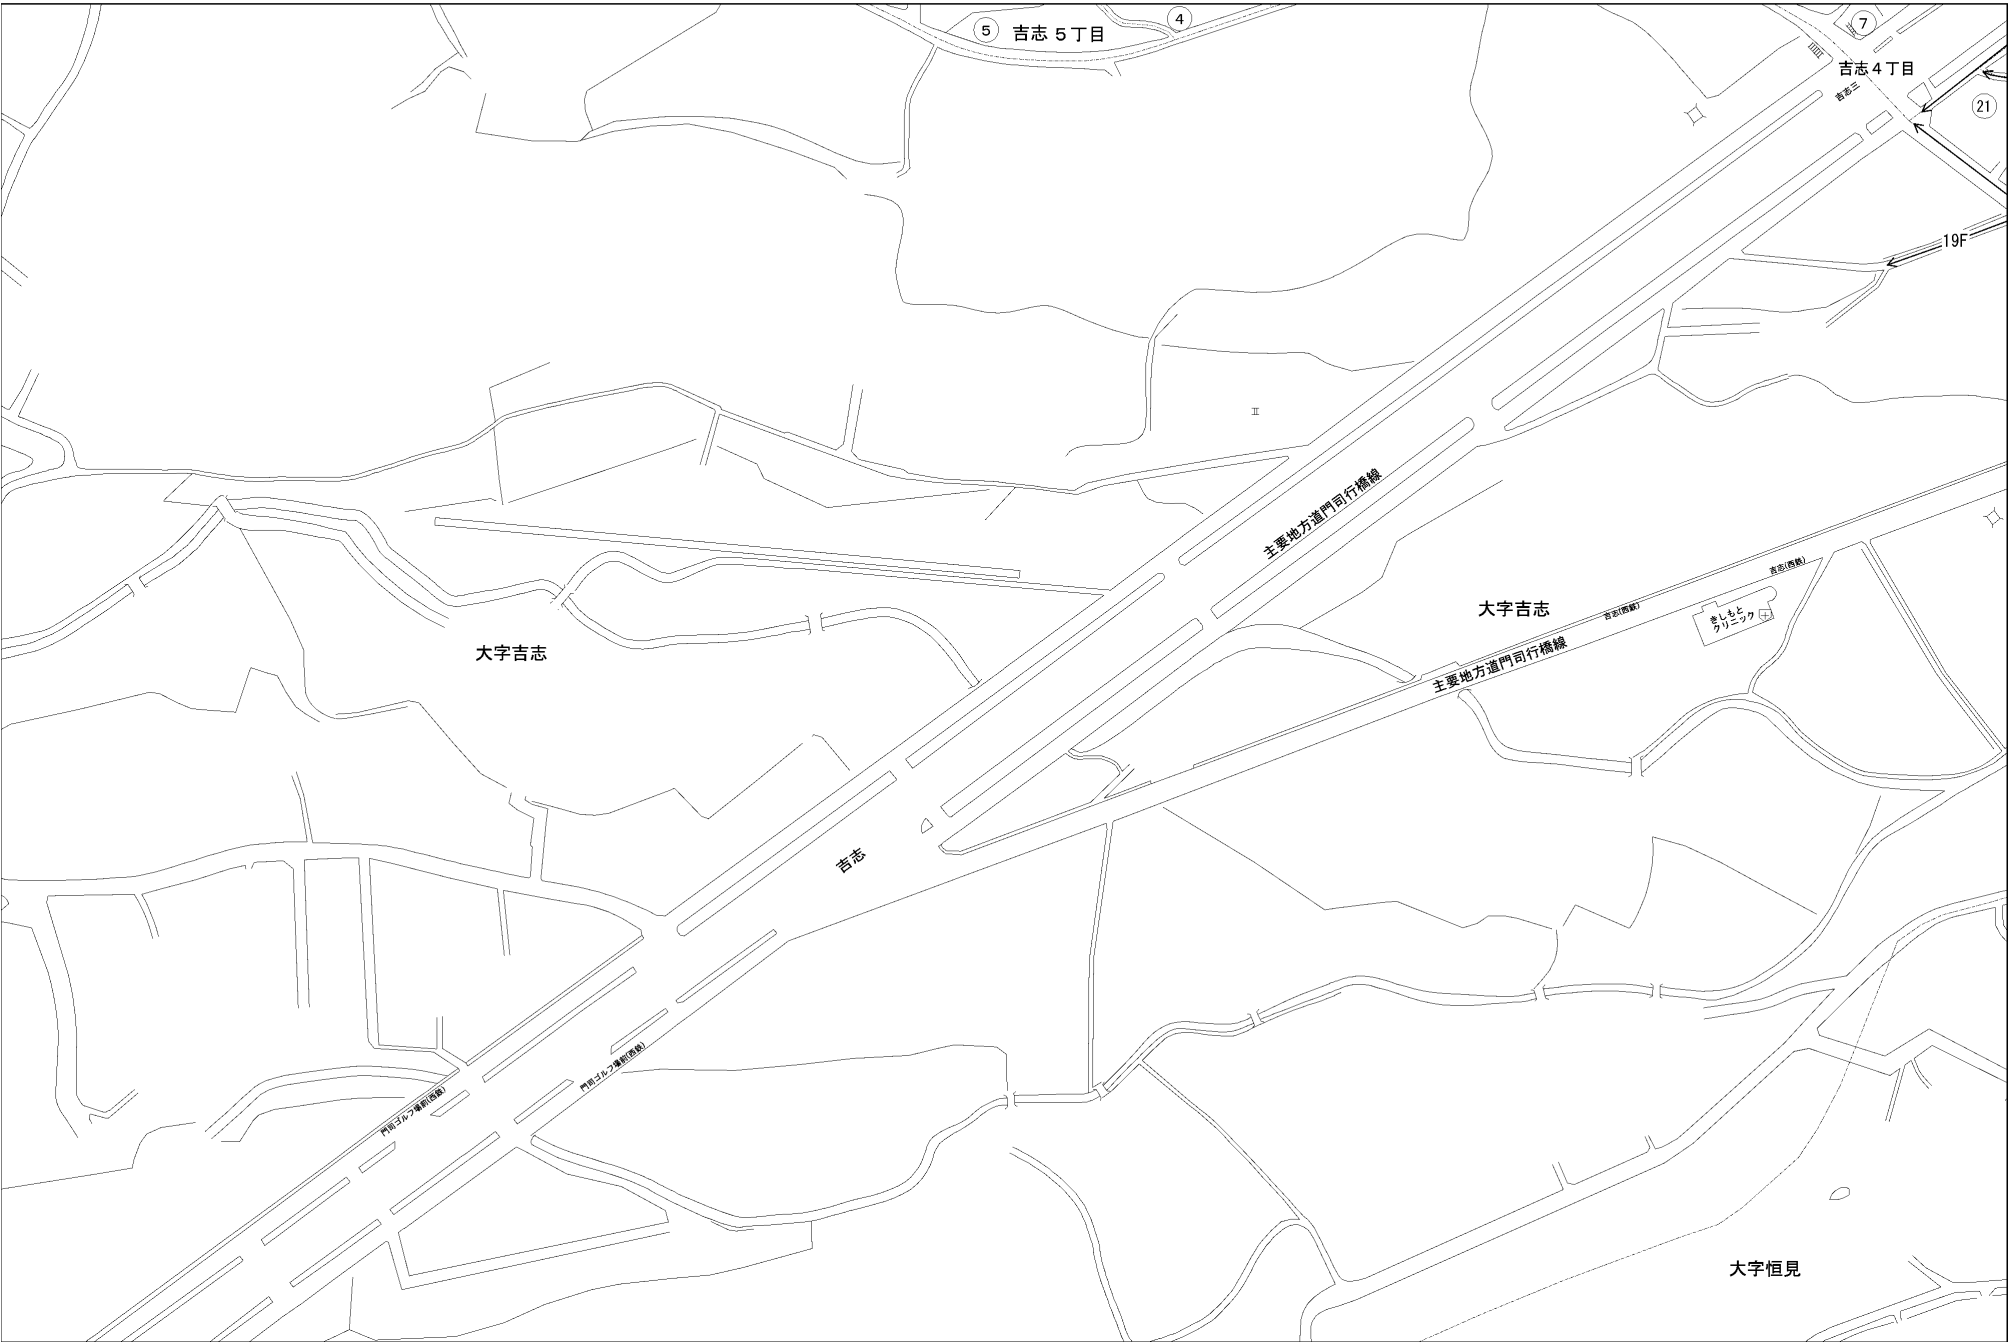 5
吉志 5丁目
4
7
吉志4丁目
吉志三
21
19F
主要地方道門司行橋線
吉志(西鉄)
大字吉志
吉志(西鉄)
きしもと
クリニック
主要地方道門司行橋線
大字吉志
吉志
門司ゴルフ場前(西鉄)
門司ゴルフ場前(西鉄)
大字恒見